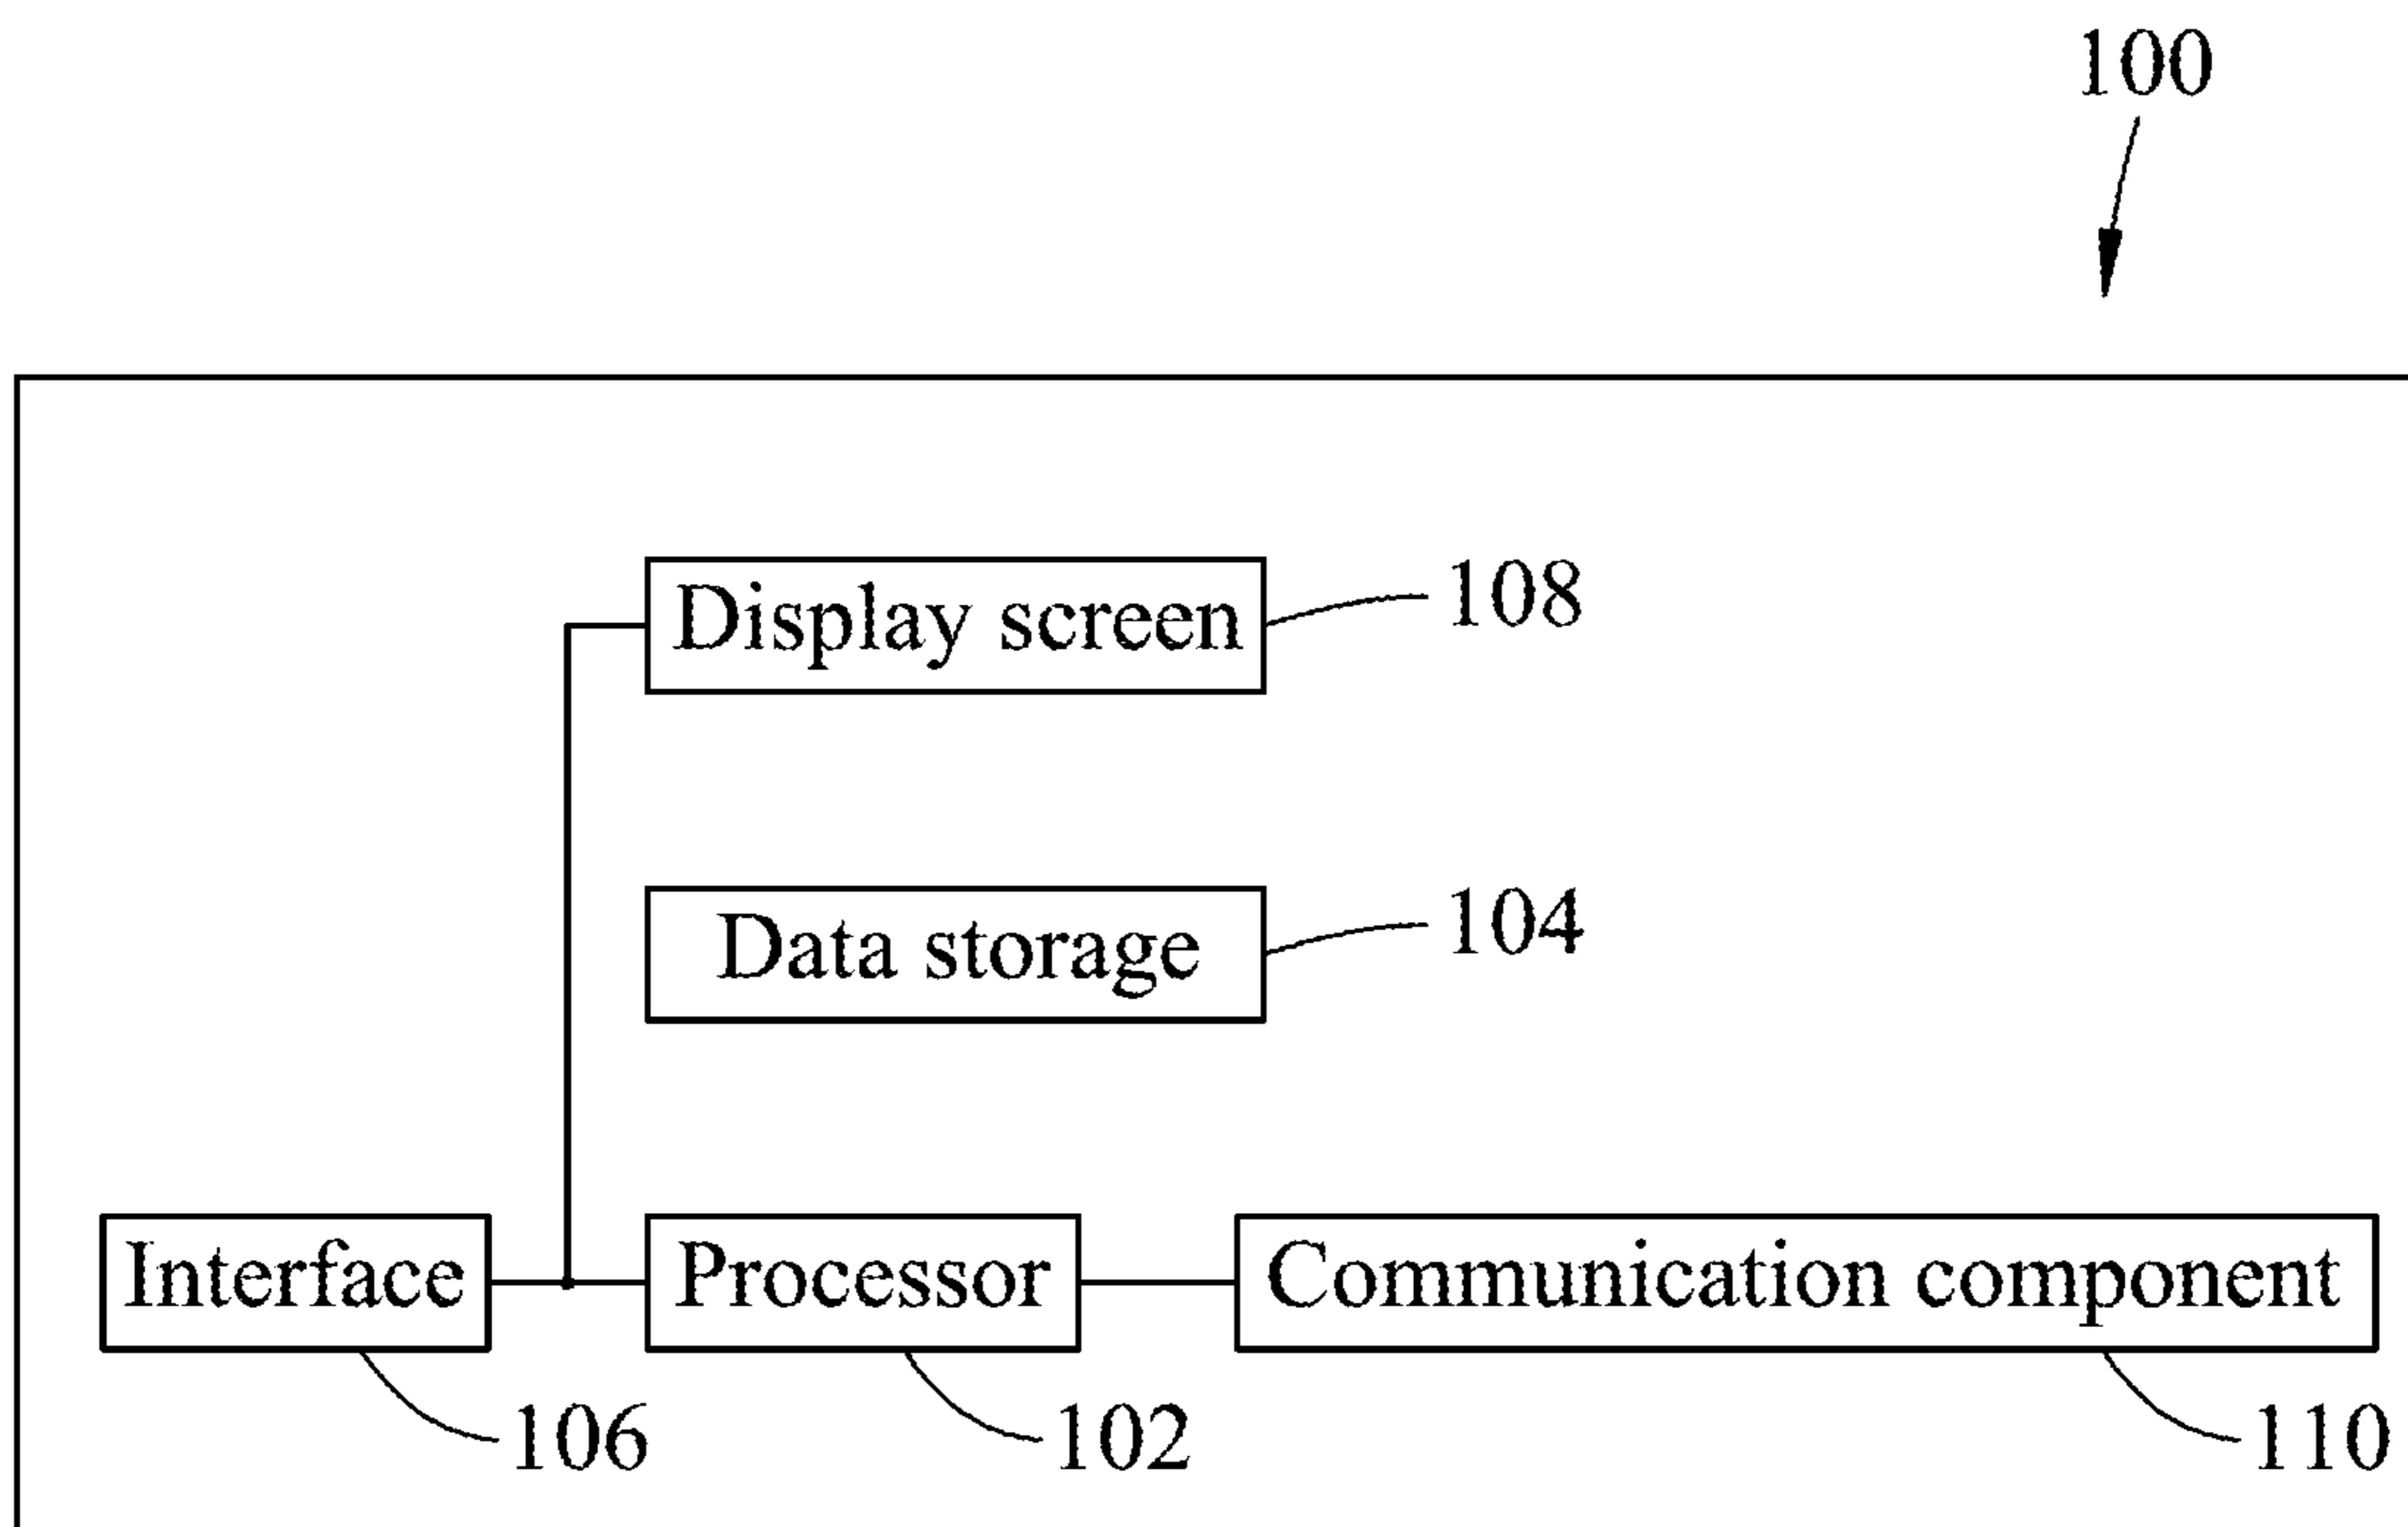 100
Display screen 108
Data storage 104
Interface Processor Communication component
106 102 110